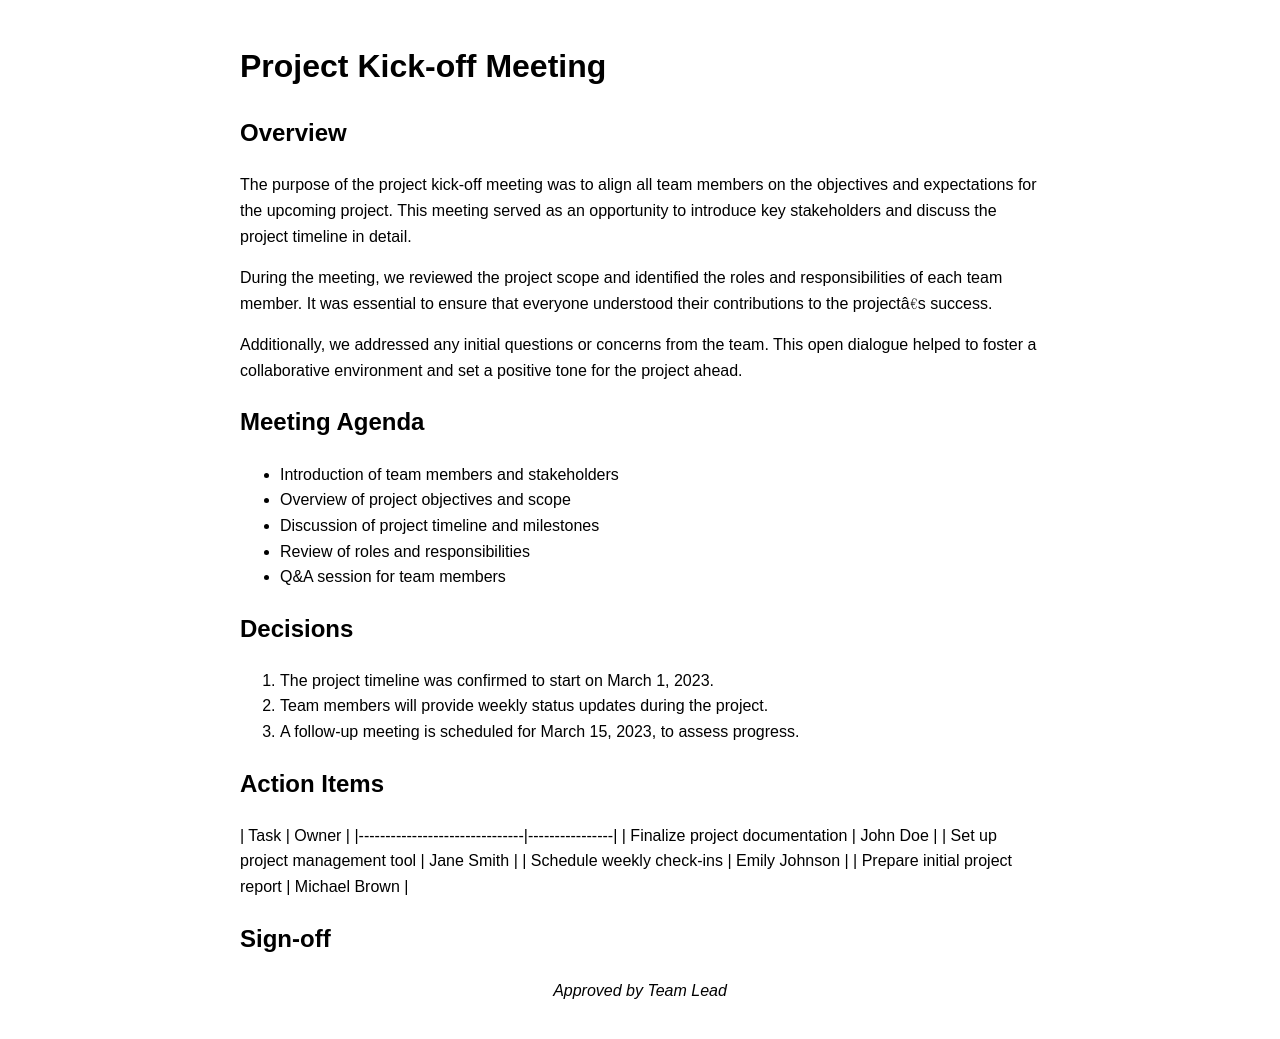 Project Kick-off Meeting
Overview
The purpose of the project kick-off meeting was to align all team members on the objectives and expectations for
the upcoming project. This meeting served as an opportunity to introduce key stakeholders and discuss the
project timeline in detail.
During the meeting, we reviewed the project scope and identified the roles and responsibilities of each team
member. It was essential to ensure that everyone understood their contributions to the projectâ€s success.
Additionally, we addressed any initial questions or concerns from the team. This open dialogue helped to foster a
collaborative environment and set a positive tone for the project ahead.
Meeting Agenda
• Introduction of team members and stakeholders
• Overview of project objectives and scope
• Discussion of project timeline and milestones
• Review of roles and responsibilities
• Q&A session for team members
Decisions
1. The project timeline was confirmed to start on March 1, 2023.
2. Team members will provide weekly status updates during the project.
3. A follow-up meeting is scheduled for March 15, 2023, to assess progress.
Action Items
| Task | Owner | |-------------------------------|----------------| | Finalize project documentation | John Doe | | Set up
project management tool | Jane Smith | | Schedule weekly check-ins | Emily Johnson | | Prepare initial project
report | Michael Brown |
Sign-off
Approved by Team Lead